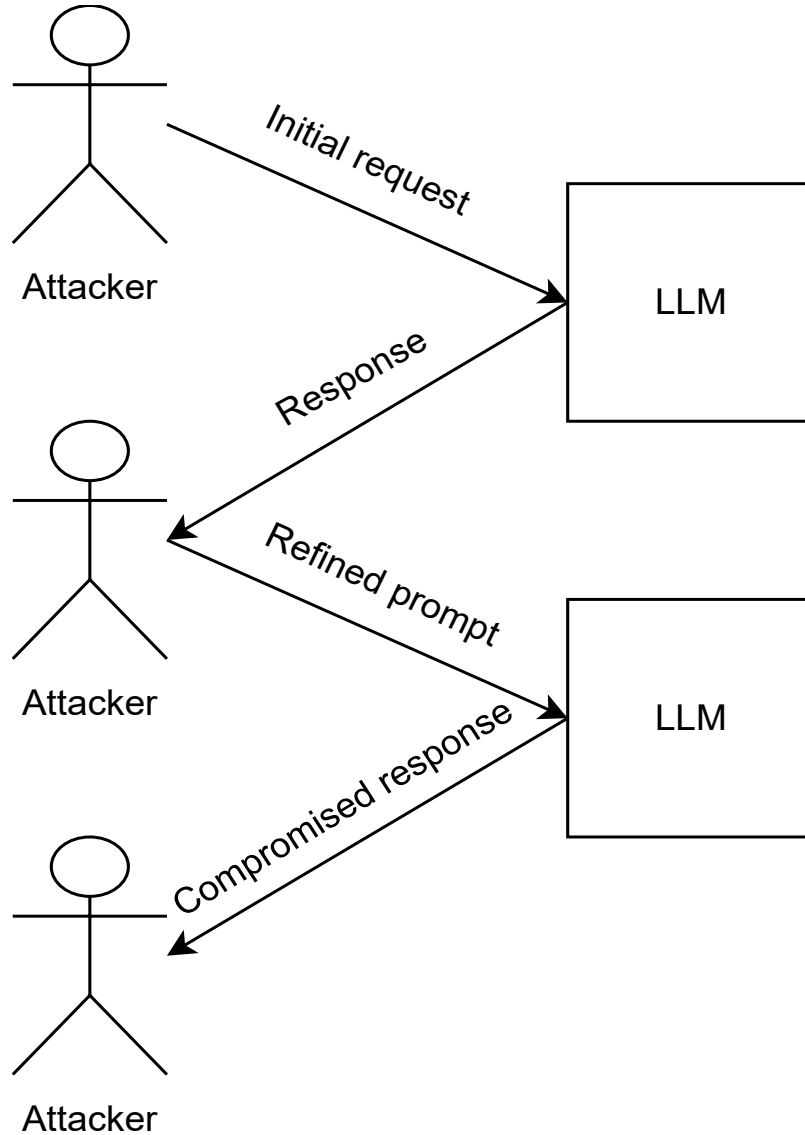 Initial request
Attacker
LLM
Response
Refined prompt
Attacker
LLM
Compromised response
Attacker